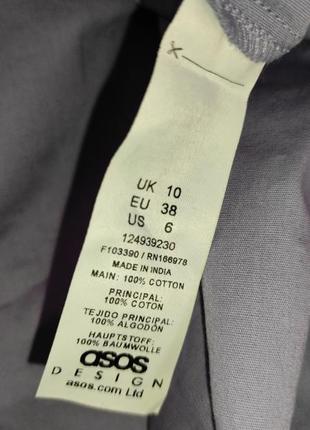 UK 10
EU 38
US 6
124939230
F103390 / RN166978
MADE IN INDIA
MAIN: 100% COTTON
PRINCIPAL:
100% COTON
TEJIDO PRINCIPAL:
100% ALGODÓN
HAUPTSTOFF:
100% BAUMWOLLE
asos
DESIGN
asos.com Ltd